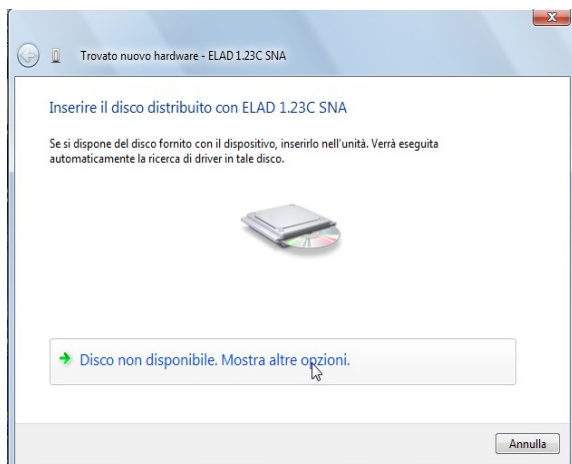 Trovato nuovo hardware - ELAD 1.23C SNA
Inserire il disco distribuito con ELAD 1.23C SNA
Se si dispone del disco fornito con il dispositivo, inserirlo nell'unità. Verrà eseguita
automaticamente la ricerca di driver in tale disco.
Disco non disponibile. Mostra altre opzioni.
Annulla